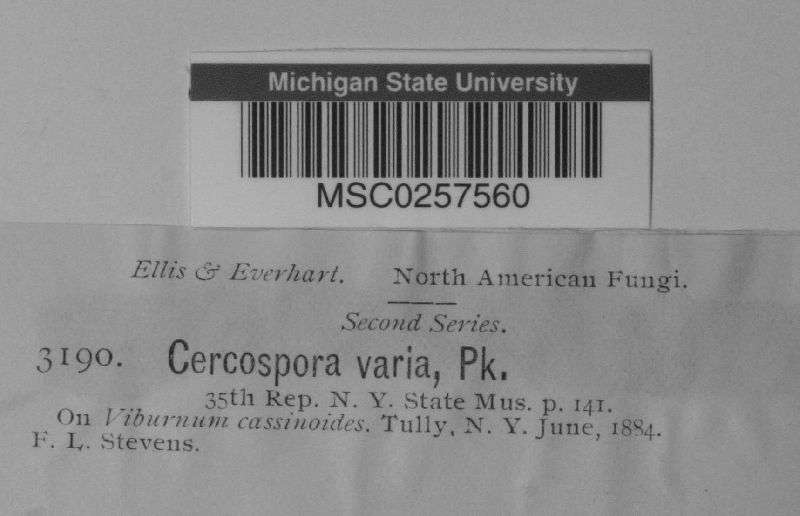 Michigan State University
MSC0257560
Ellis & Everhart. North American Fungi.
Second Series.
3190. Cercospora varia, Pk.
35th Rep. N. Y. State Mus. p. 141.
On Viburnum cassinoides. Tully, N. Y. June, 1884.
F. L. Stevens.